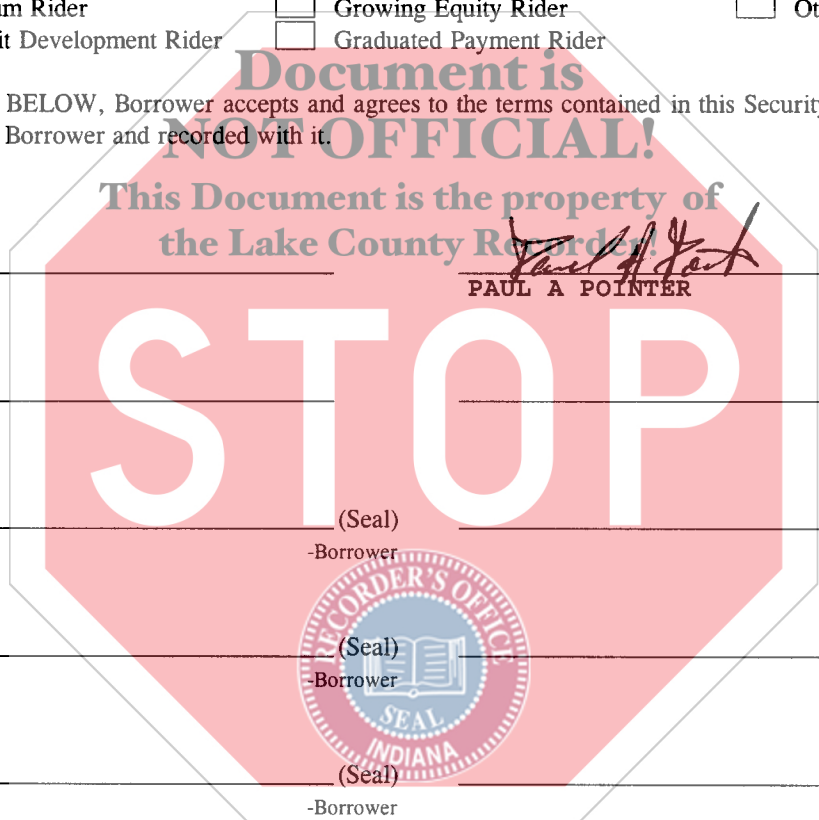 m Rider Growing Equity Rider Ot
it Development Rider Graduated Payment Rider
Document is
BELOW, Borrower accepts and agrees to the terms contained in this Security
NOT OFFICIAL!
Borrower and recorded with it.
This Document is the property of
the Lake County Recorder!
PAUL A POINTER
STOP
(Seal)
-Borrower
RECORDER'S OFFICE
(Seal)
-Borrower
SEAL
INDIANA
(Seal)
-Borrower